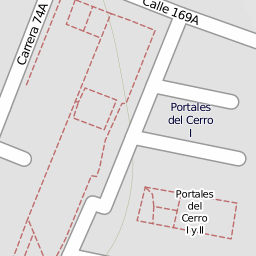 Calle 169A
Carrera 74A
Portales
del Cerro
I
Portales
del
Cerro
I y II